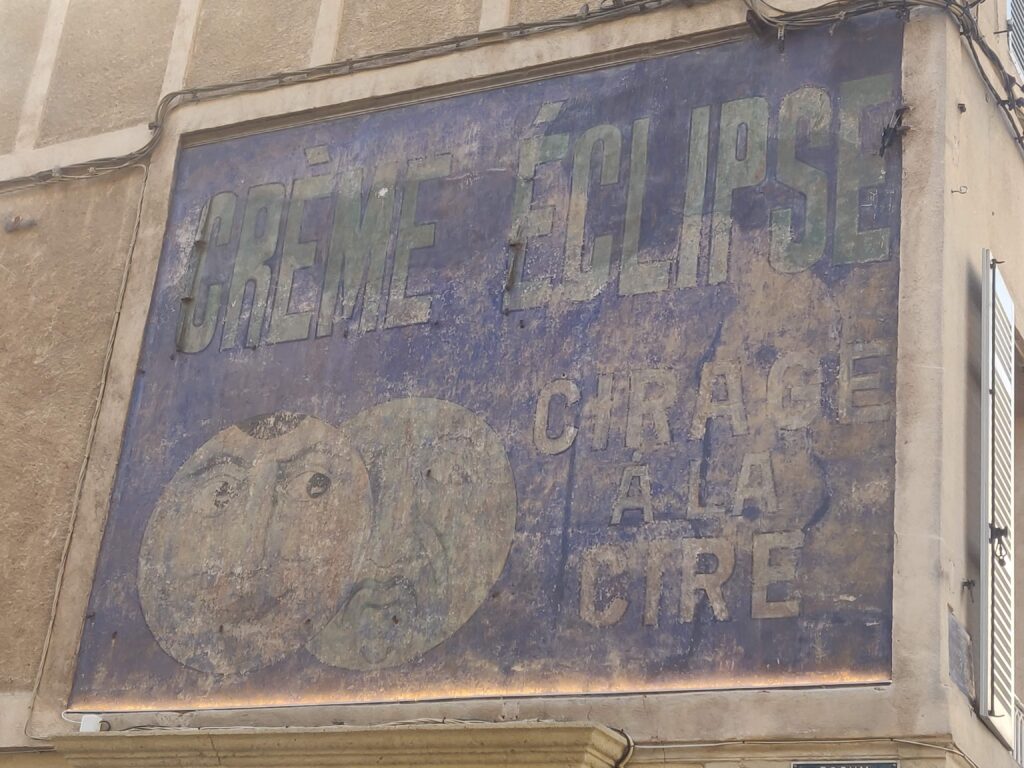 CRÈME ÉCLIPSE
CIRAGE
À LA
CIRE